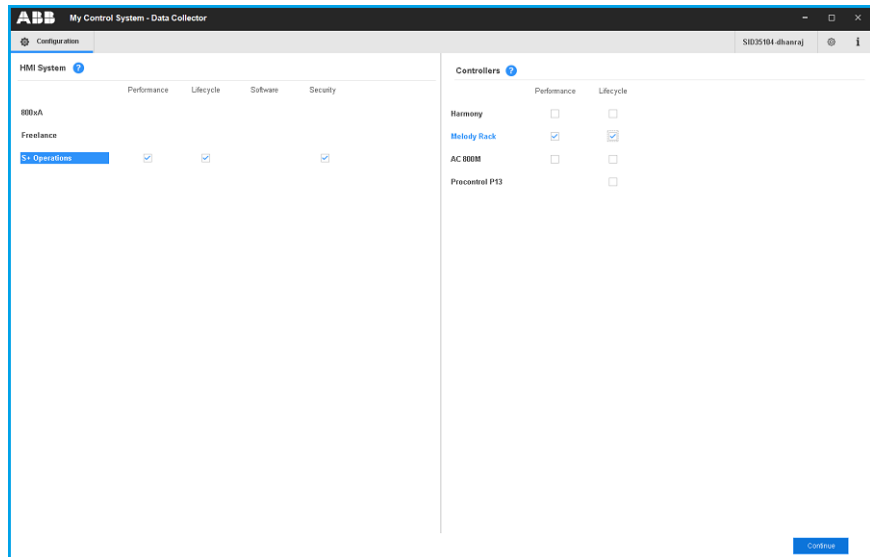 ABB My Control System - Data Collector
Configuration
SID35104-dhanraj
i
HMI System ?
Performance Lifecycle Software Security
800xA
Freelance
S+ Operations
Controllers ?
Performance Lifecycle
Harmony
Melody Rack
AC 800M
Procontrol P13
Continue